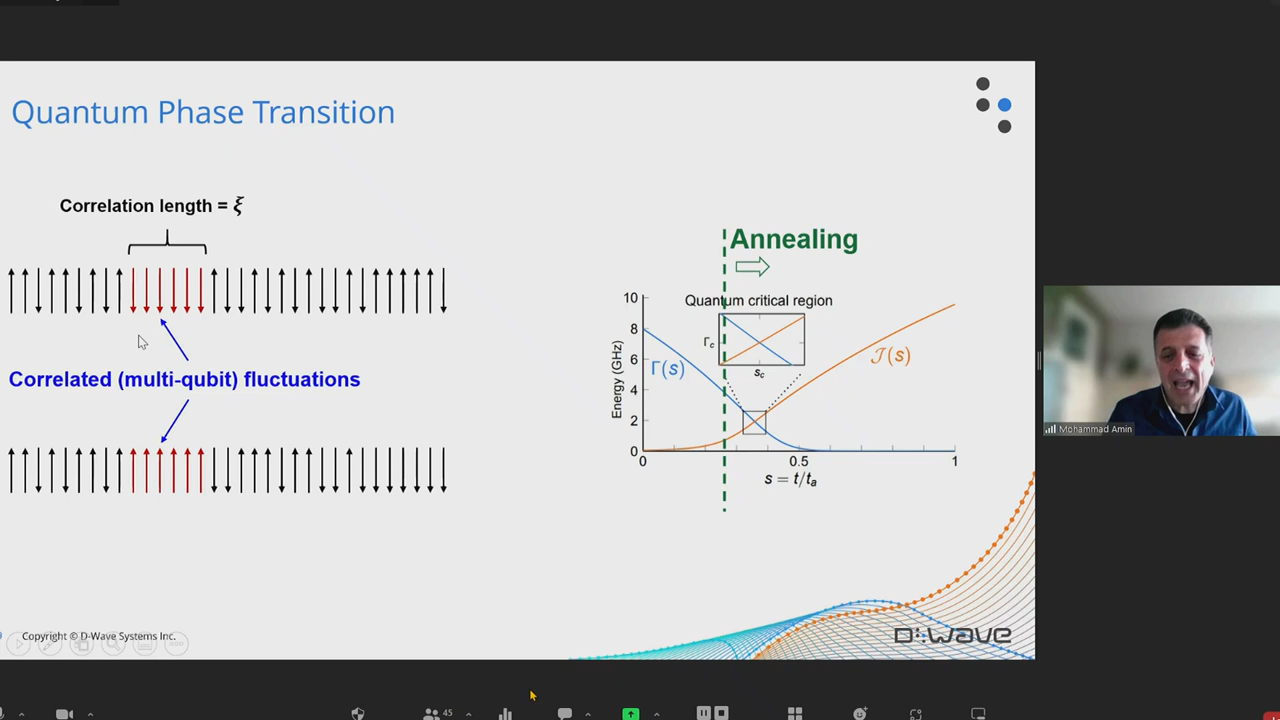 Quantum Phase Transition
Correlation length = ξ
Correlated (multi-qubit) fluctuations
Annealing
Quantum critical region
Γc
sc
Γ(s)
𝒥(s)
Energy (GHz)
10
8
6
4
2
0
0
0.5
1
s = t/ta
Copyright © D-Wave Systems Inc.
D:Wave
Mohammad Amin
45